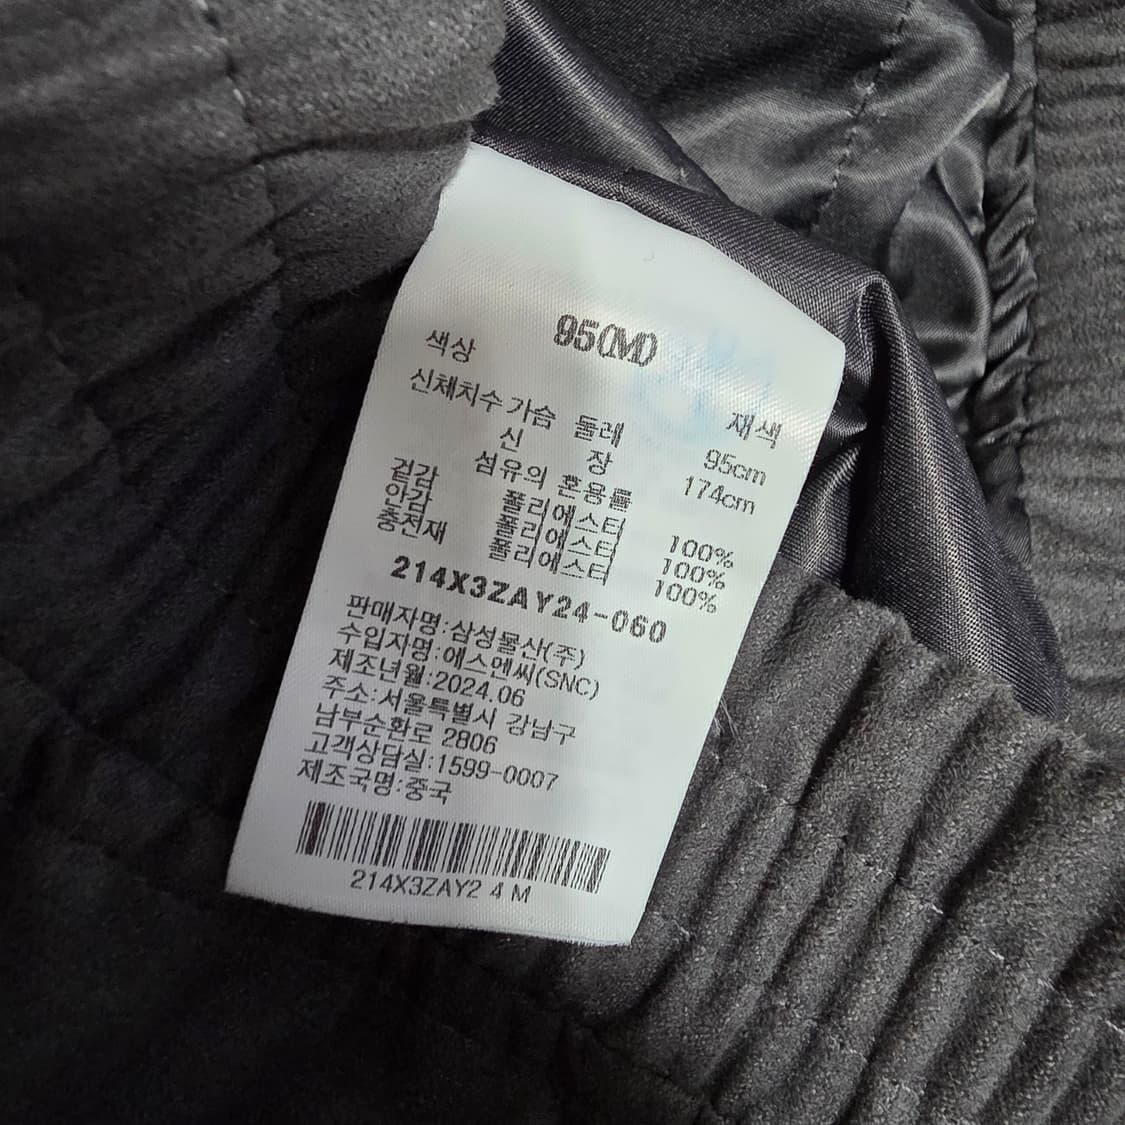 95(M)
색상 재색
신체치수 가슴 둘레 95cm
신 장 174cm
섬유의 혼용률
겉감 폴리에스터 100%
안감 폴리에스터 100%
충전재 폴리에스터 100%
214X3ZAY24-060
판매자명:삼성물산(주)
수입자명:에스엔씨(SNC)
제조년월:2024.06
주소:서울특별시 강남구
남부순환로 2806
고객상담실:1599-0007
제조국명:중국
214X3ZAY2 4 M